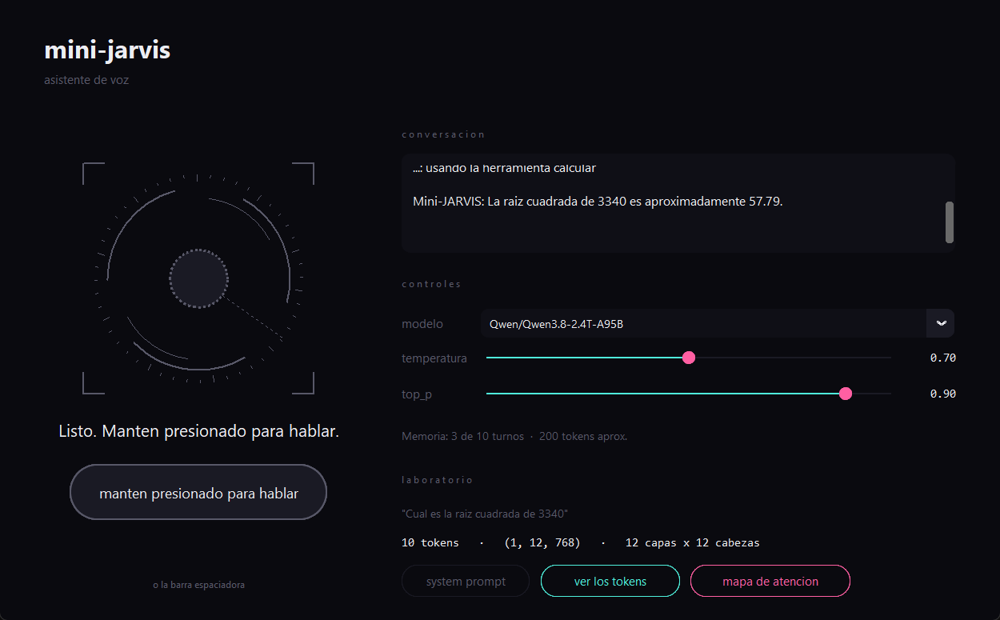 mini-jarvis
asistente de voz
Listo. Manten presionado para hablar.
manten presionado para hablar
o la barra espaciadora
conversacion
...: usando la herramienta calcular
Mini-JARVIS: La raiz cuadrada de 3340 es aproximadamente 57.79.
controles
modelo Qwen/Qwen3.8-2.4T-A95B
temperatura 0.70
top_p 0.90
Memoria: 3 de 10 turnos · 200 tokens aprox.
laboratorio
"Cual es la raiz cuadrada de 3340"
10 tokens · (1, 12, 768) · 12 capas x 12 cabezas
system prompt ver los tokens mapa de atencion